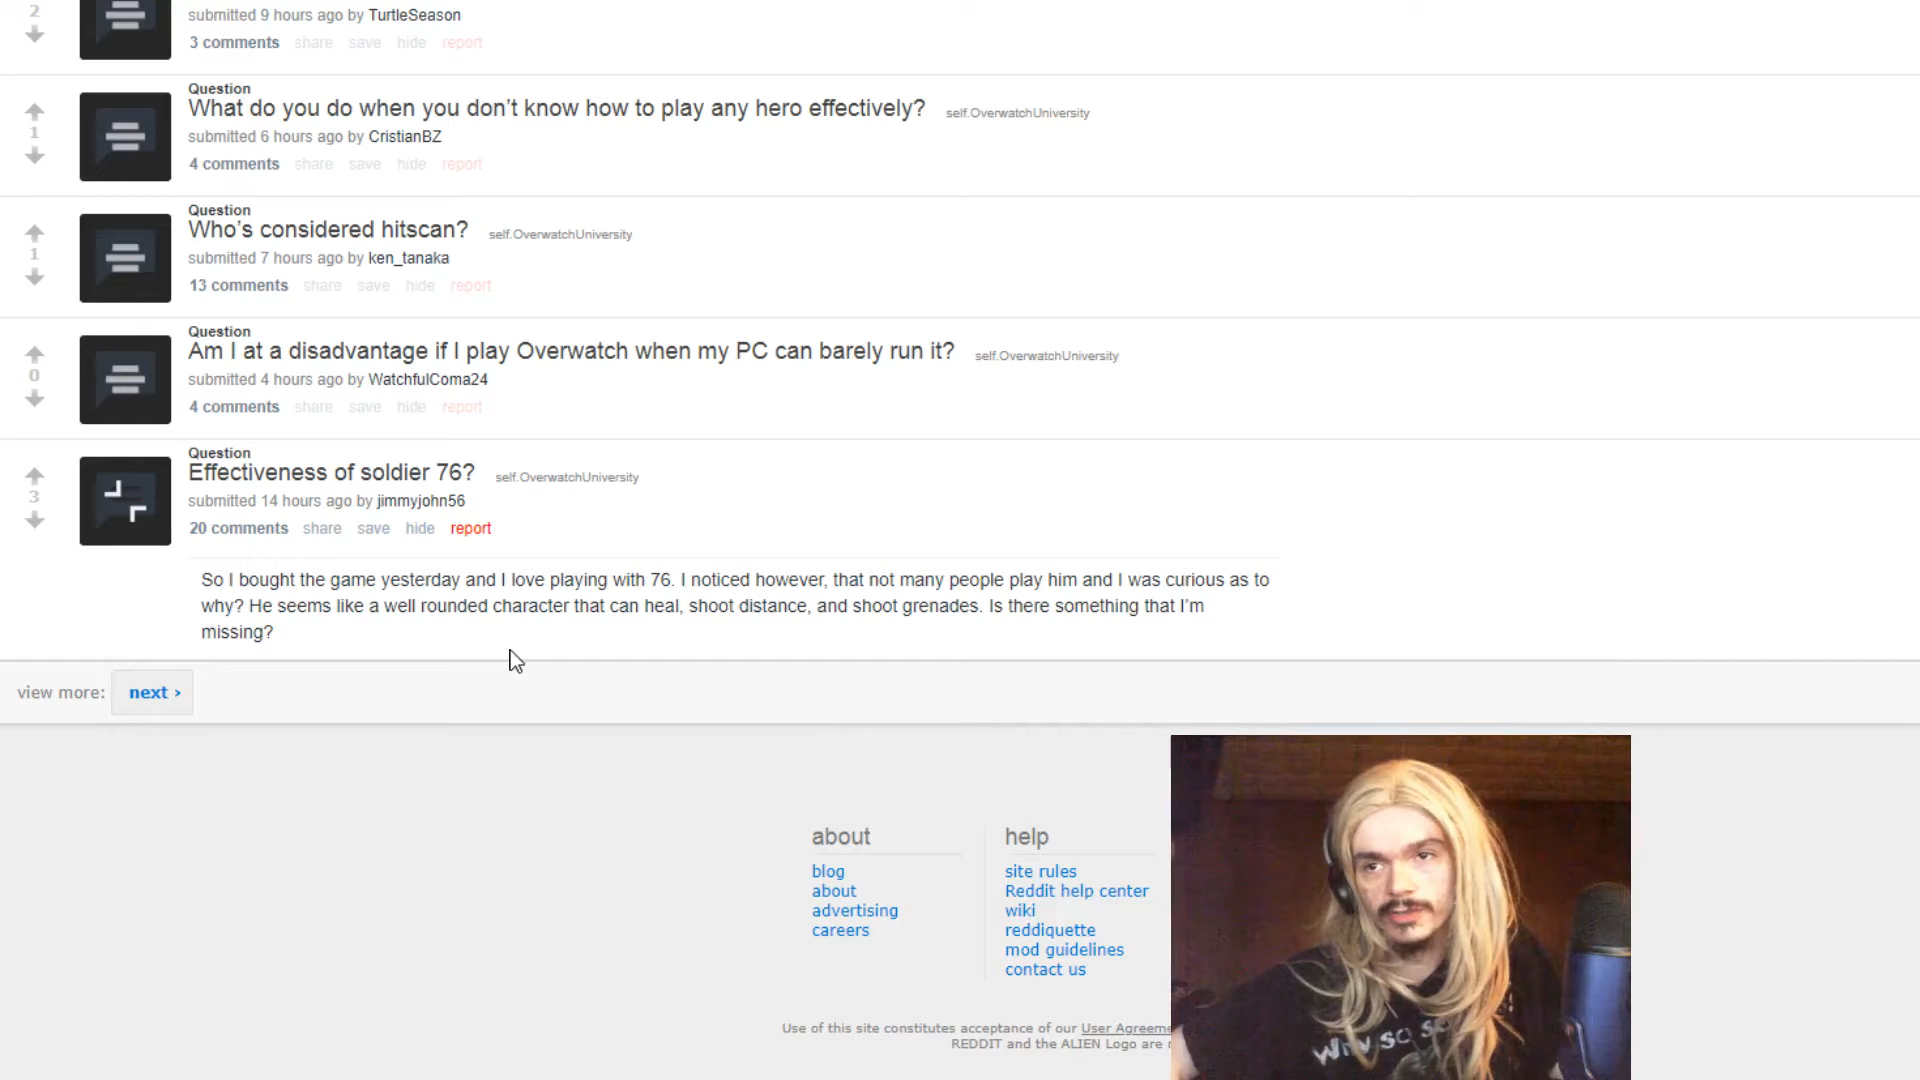 2
submitted 9 hours ago by TurtleSeason
3 comments share save hide report
Question
What do you do when you don't know how to play any hero effectively? self.OverwatchUniversity
1
submitted 6 hours ago by CristianBZ
4 comments share save hide report
Question
Who's considered hitscan? self.OverwatchUniversity
1
submitted 7 hours ago by ken_tanaka
13 comments share save hide report
Question
Am I at a disadvantage if I play Overwatch when my PC can barely run it? self.OverwatchUniversity
0
submitted 4 hours ago by WatchfulComa24
4 comments share save hide report
Question
Effectiveness of soldier 76? self.OverwatchUniversity
3
submitted 14 hours ago by jimmyjohn56
20 comments share save hide report
So I bought the game yesterday and I love playing with 76. I noticed however, that not many people play him and I was curious as to
why? He seems like a well rounded character that can heal, shoot distance, and shoot grenades. Is there something that I'm
missing?
view more: next ›
about
blog
about
advertising
careers
help
site rules
Reddit help center
wiki
reddiquette
mod guidelines
contact us
Use of this site constitutes acceptance of our User Agreeme
REDDIT and the ALIEN Logo are
WHY SO